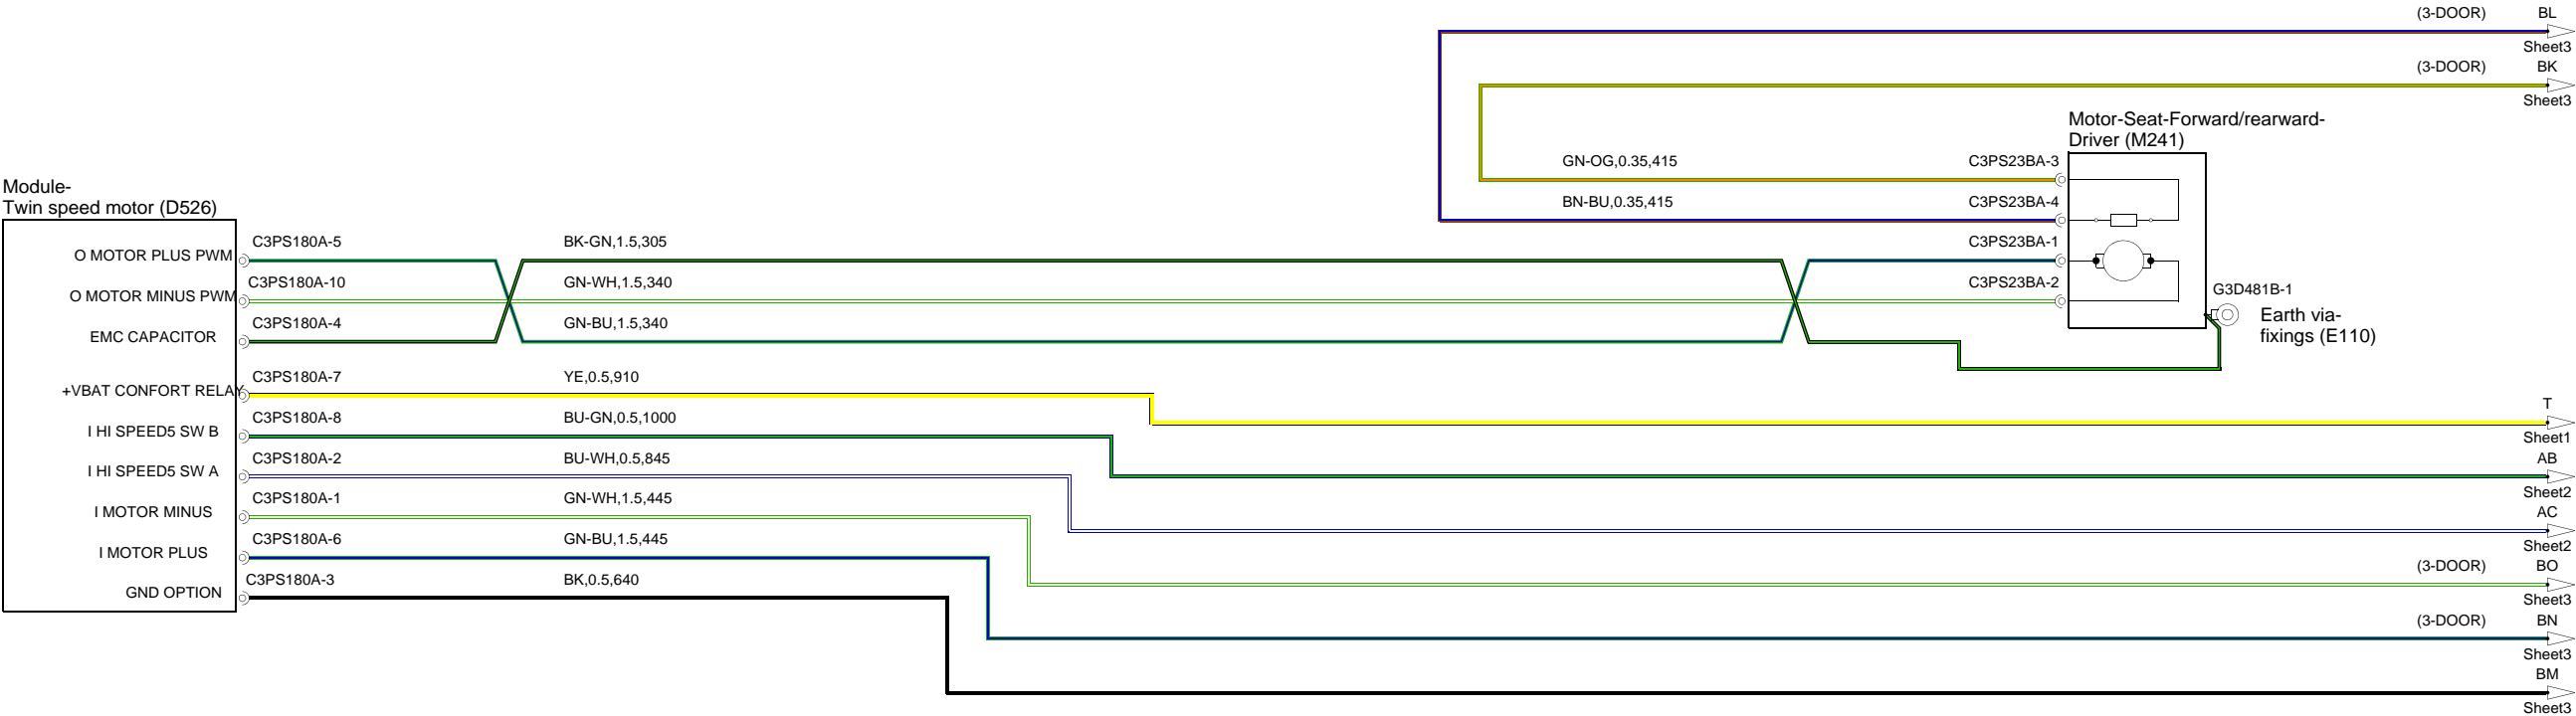 (3-DOOR) BL
Sheet3
(3-DOOR) BK
Sheet3
Motor-Seat-Forward/rearward-
Driver (M241)
GN-OG,0.35,415 C3PS23BA-3
BN-BU,0.35,415 C3PS23BA-4
Module-
Twin speed motor (D526)
O MOTOR PLUS PWM C3PS180A-5 BK-GN,1.5,305 C3PS23BA-1
O MOTOR MINUS PWM C3PS180A-10 GN-WH,1.5,340 C3PS23BA-2
G3D481B-1
Earth via-
fixings (E110)
EMC CAPACITOR C3PS180A-4 GN-BU,1.5,340
+VBAT CONFORT RELAY C3PS180A-7 YE,0.5,910
T
Sheet1
I HI SPEED5 SW B C3PS180A-8 BU-GN,0.5,1000
AB
Sheet2
I HI SPEED5 SW A C3PS180A-2 BU-WH,0.5,845
AC
Sheet2
I MOTOR MINUS C3PS180A-1 GN-WH,1.5,445
(3-DOOR) BO
Sheet3
I MOTOR PLUS C3PS180A-6 GN-BU,1.5,445
(3-DOOR) BN
Sheet3
GND OPTION C3PS180A-3 BK,0.5,640
BM
Sheet3